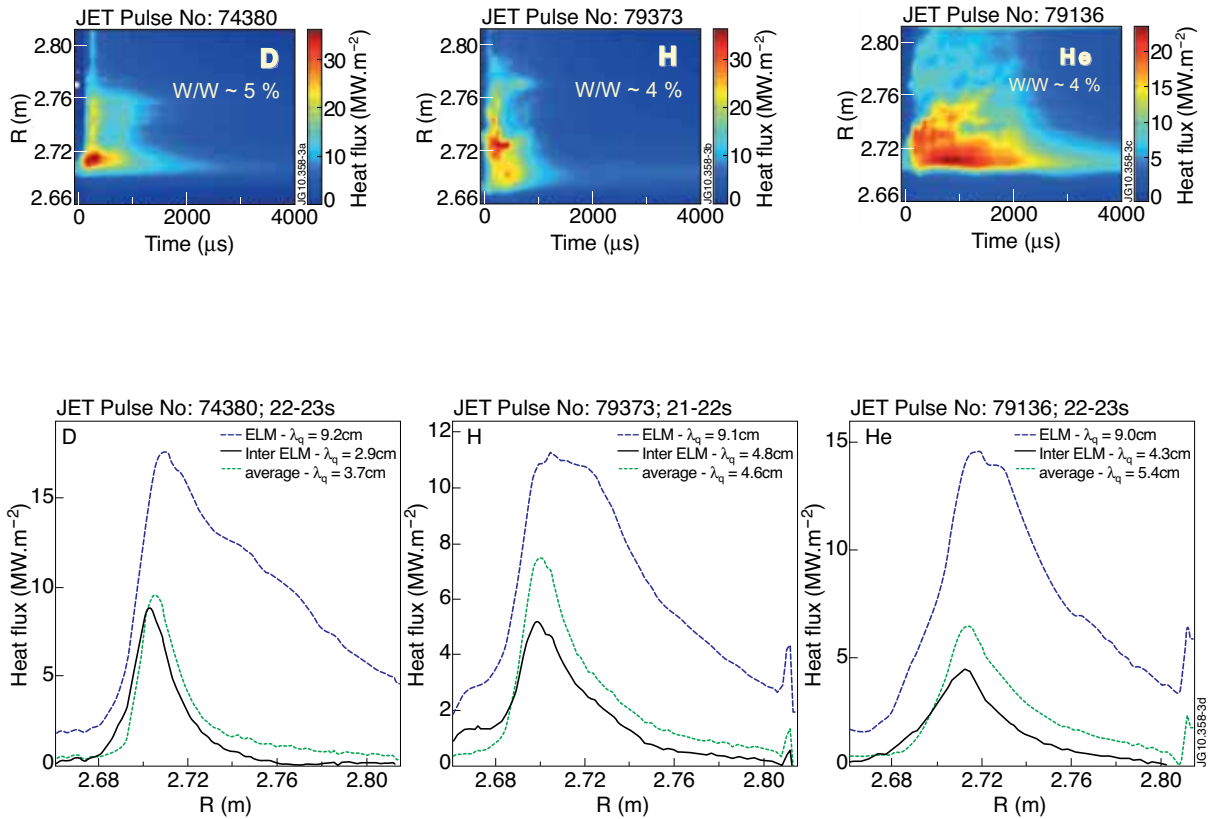 JET Pulse No: 74380
D
W/W ~ 5 %
2.80
2.76
2.72
2.66
R (m)
0
2000
4000
Time (μs)
30
20
10
0
Heat flux (MW.m−2)
JG10.358-3a
JET Pulse No: 79373
H
W/W ~ 4 %
2.80
2.76
2.72
2.66
R (m)
0
2000
4000
Time (μs)
30
20
10
0
Heat flux (MW.m−2)
JG10.358-3b
JET Pulse No: 79136
He
W/W ~ 4 %
2.80
2.76
2.72
2.66
R (m)
0
2000
4000
Time (μs)
20
15
10
5
0
Heat flux (MW.m−2)
JG10.358-3c
JET Pulse No: 74380; 22-23s
D
ELM - λq = 9.2cm
Inter ELM - λq = 2.9cm
average - λq = 3.7cm
15
10
5
0
Heat flux (MW.m−2)
2.68
2.72
2.76
2.80
R (m)
JET Pulse No: 79373; 21-22s
H
ELM - λq = 9.1cm
Inter ELM - λq = 4.8cm
average - λq = 4.6cm
12
10
8
6
4
2
0
Heat flux (MW.m−2)
2.68
2.72
2.76
2.80
R (m)
JET Pulse No: 79136; 22-23s
He
ELM - λq = 9.0cm
Inter ELM - λq = 4.3cm
average - λq = 5.4cm
15
10
5
0
Heat flux (MW.m−2)
2.68
2.72
2.76
2.80
R (m)
JG10.358-3d